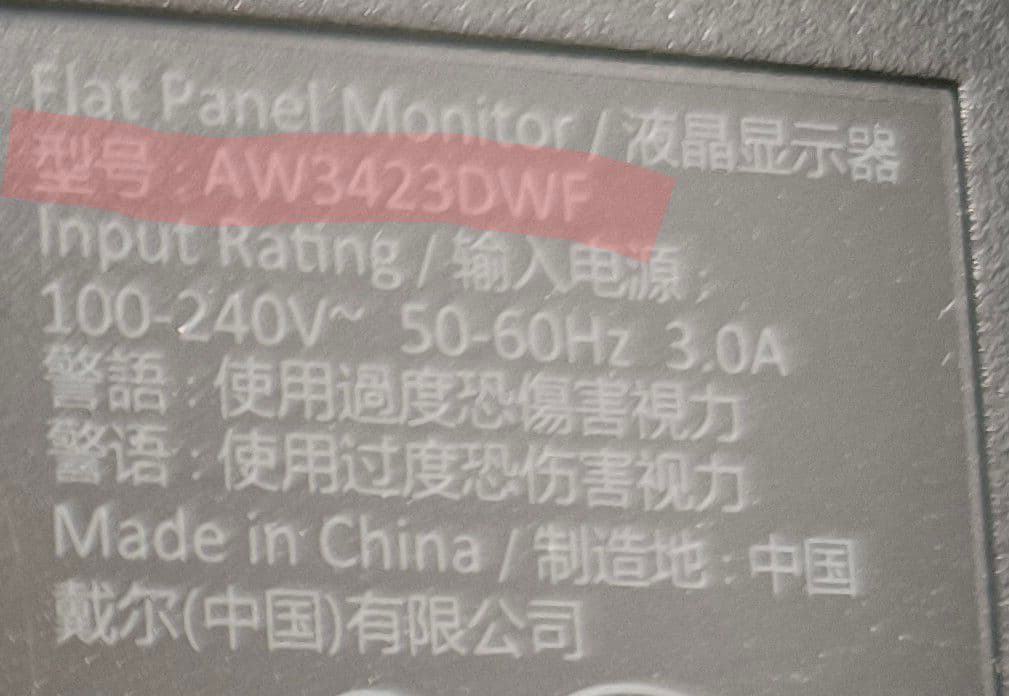 Flat Panel Monitor / 液晶显示器
型号 : AW3423DWF
Input Rating / 输入电源 :
100-240V~ 50-60Hz 3.0A
警語 : 使用過度恐傷害視力
警语 : 使用过度恐伤害视力
Made in China / 制造地 : 中国
戴尔(中国)有限公司